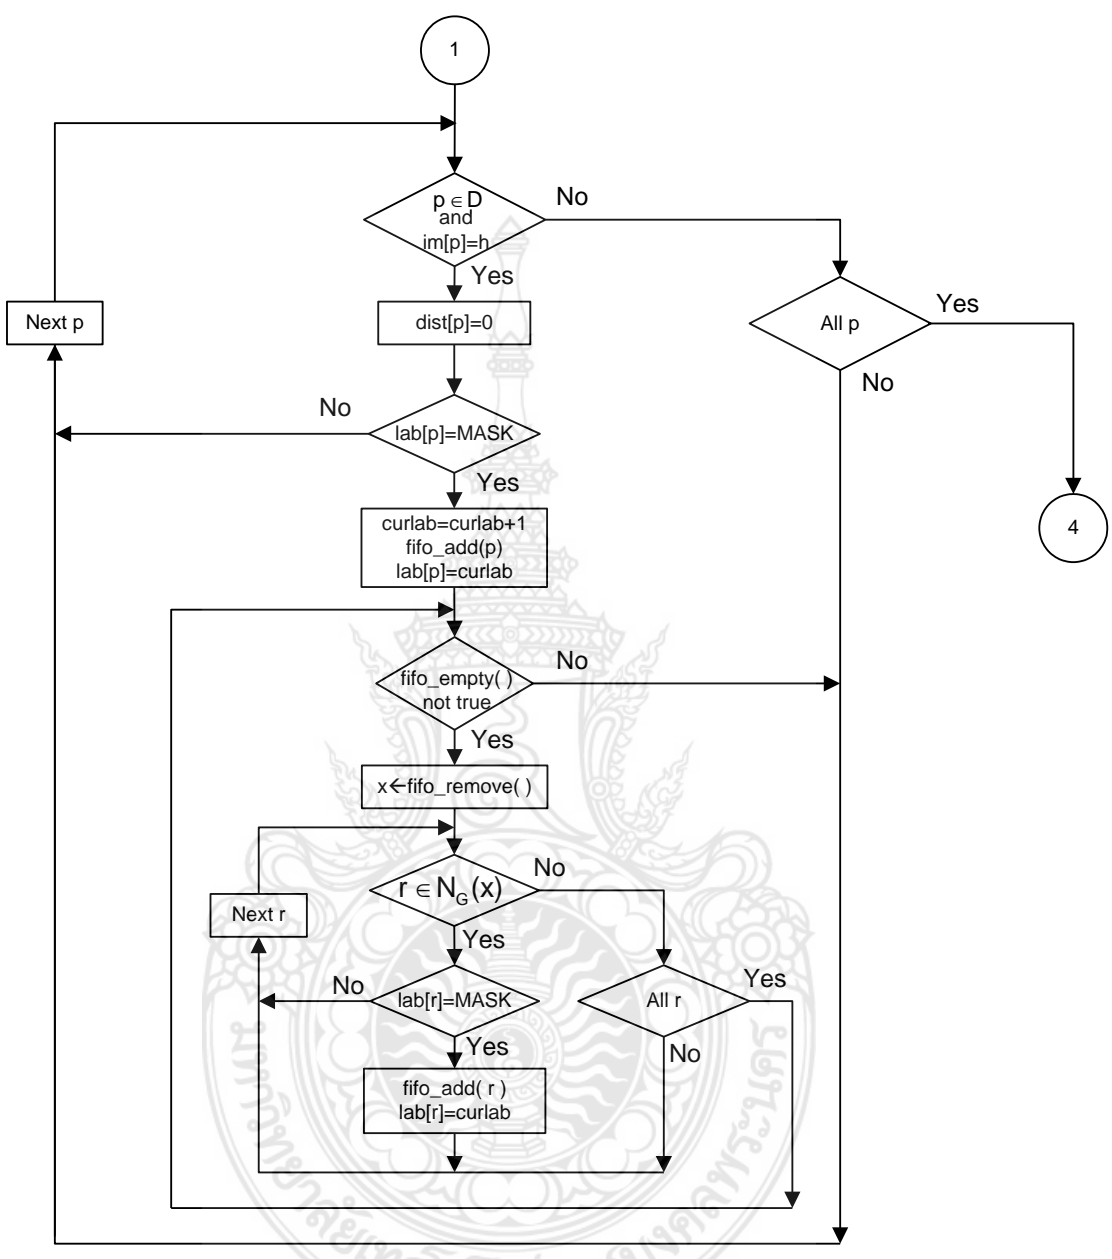 1
p ∈ D
and
im[p]=h
No
Yes
Next p
dist[p]=0
All p
Yes
No
No
lab[p]=MASK
Yes
curlab=curlab+1
fifo_add(p)
lab[p]=curlab
4
fifo_empty( )
not true
No
Yes
x←fifo_remove( )
r ∈ N_G(x)
No
Next r
Yes
No
lab[r]=MASK
All r
Yes
Yes
No
fifo_add( r )
lab[r]=curlab